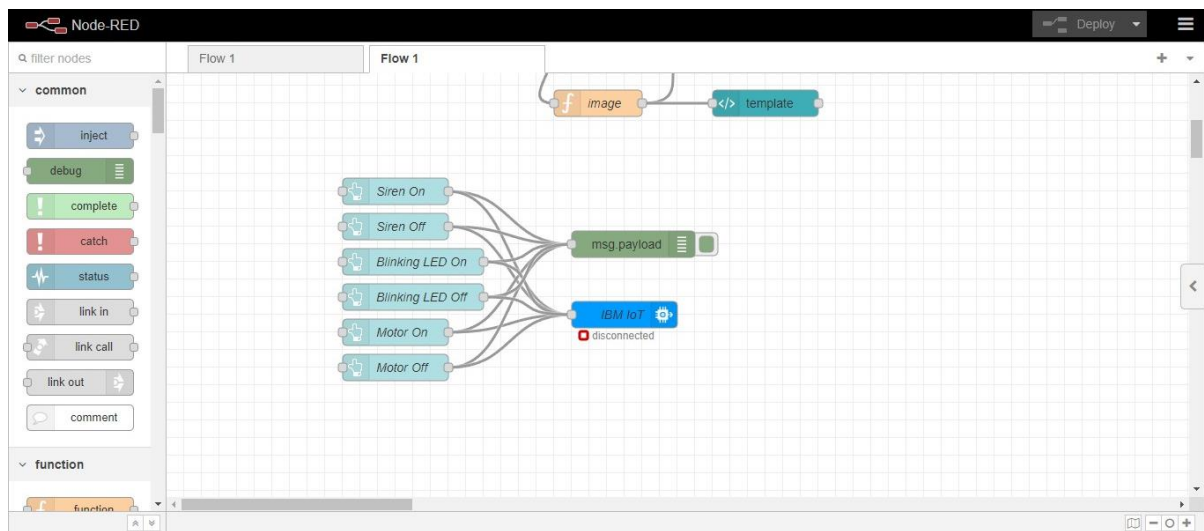 Node-RED
Deploy
filter nodes
Flow 1
Flow 1
common
inject
debug
complete
catch
status
link in
link call
link out
comment
function
function
image
template
Siren On
Siren Off
Blinking LED On
Blinking LED Off
Motor On
Motor Off
msg.payload
IBM IoT
disconnected